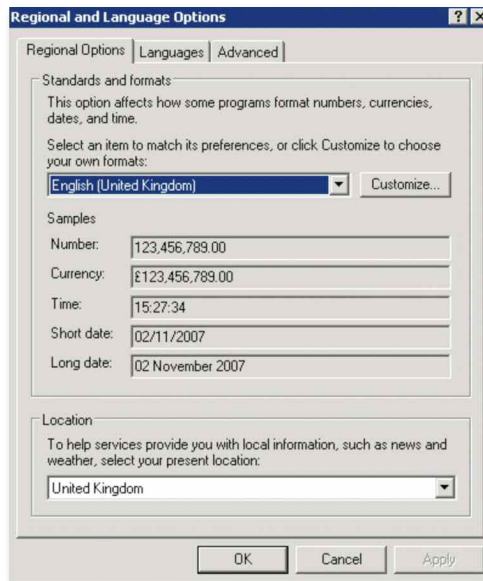 Regional and Language Options
Regional Options Languages Advanced
Standards and formats
This option affects how some programs format numbers, currencies,
dates, and time.
Select an item to match its preferences, or click Customize to choose
your own formats:
English (United Kingdom) Customize...
Samples
Number: 123,456,789.00
Currency: £123,456,789.00
Time: 15:27:34
Short date: 02/11/2007
Long date: 02 November 2007
Location
To help services provide you with local information, such as news and
weather, select your present location:
United Kingdom
OK Cancel Apply